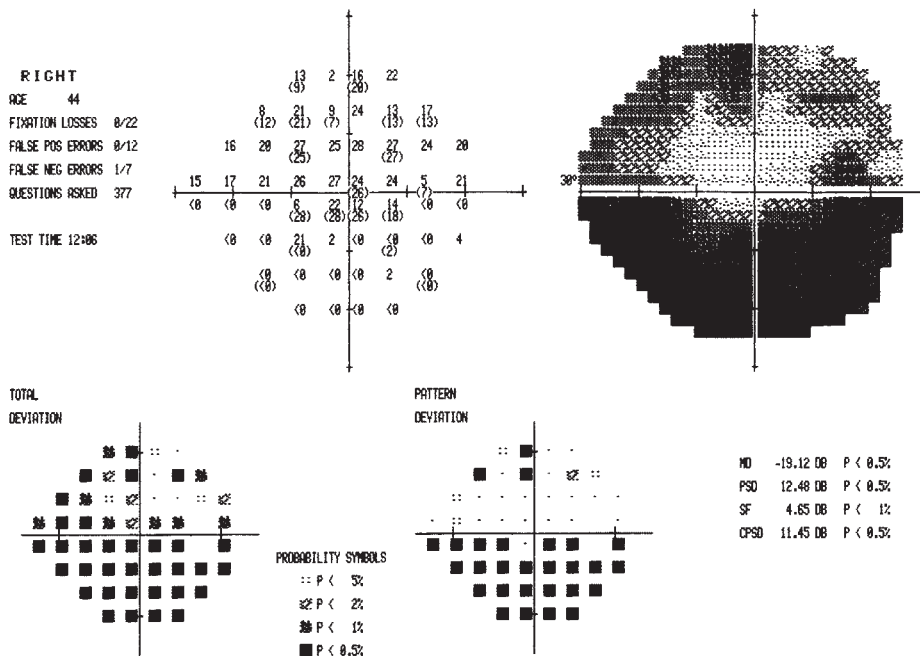 RIGHT
AGE 44
FIXATION LOSSES 0/22
FALSE POS ERRORS 0/12
FALSE NEG ERRORS 1/7
QUESTIONS ASKED 377
TEST TIME 12:06
13 2 16 22
(9) (20)
8 21 9 24 13 17
(12) (21) (7) (13) (13)
16 20 27 25 28 27 24 20
(25) (27)
15 17 21 26 27 24 24 5 21
(26) (7)
<0 <0 <0 6 22 12 14 <0 <0
(20) (20) (26) (18)
<0 <0 21 2 <0 <0 <0 4
(<0) (2)
<0 <0 <0 <0 2 <0
(<0) (<0)
<0 <0 <0 <0
30°
TOTAL
DEVIATION
PATTERN
DEVIATION
PROBABILITY SYMBOLS
P < 5%
P < 2%
P < 1%
P < 0.5%
MD -19.12 DB P < 0.5%
PSD 12.48 DB P < 0.5%
SF 4.65 DB P < 1%
CPSD 11.45 DB P < 0.5%